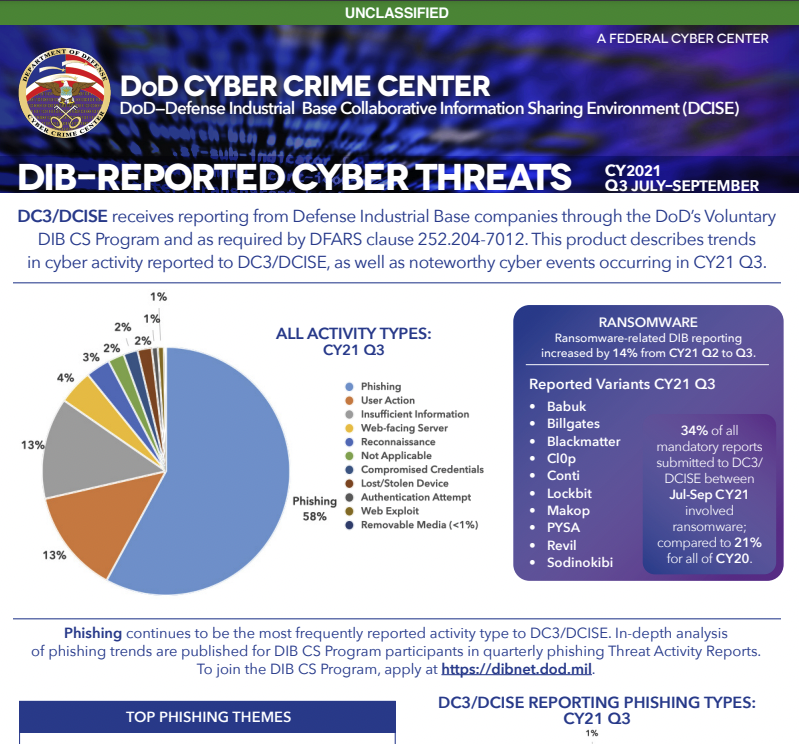 UNCLASSIFIED
A FEDERAL CYBER CENTER
DEPARTMENT OF DEFENSE
CYBER CRIME CENTER
DoD CYBER CRIME CENTER
DoD–Defense Industrial Base Collaborative Information Sharing Environment (DCISE)
DIB–REPORTED CYBER THREATS
CY2021
Q3 JULY–SEPTEMBER
DC3/DCISE receives reporting from Defense Industrial Base companies through the DoD's Voluntary
DIB CS Program and as required by DFARS clause 252.204-7012. This product describes trends
in cyber activity reported to DC3/DCISE, as well as noteworthy cyber events occurring in CY21 Q3.
ALL ACTIVITY TYPES:
CY21 Q3
1%
1%
2%
2%
2%
3%
4%
13%
13%
Phishing
58%
Phishing
User Action
Insufficient Information
Web-facing Server
Reconnaissance
Not Applicable
Compromised Credentials
Lost/Stolen Device
Authentication Attempt
Web Exploit
Removable Media (<1%)
RANSOMWARE
Ransomware-related DIB reporting
increased by 14% from CY21 Q2 to Q3.
Reported Variants CY21 Q3
• Babuk
• Billgates
• Blackmatter
• Cl0p
• Conti
• Lockbit
• Makop
• PYSA
• Revil
• Sodinokibi
34% of all
mandatory reports
submitted to DC3/
DCISE between
Jul-Sep CY21
involved
ransomware;
compared to 21%
for all of CY20.
Phishing continues to be the most frequently reported activity type to DC3/DCISE. In-depth analysis
of phishing trends are published for DIB CS Program participants in quarterly phishing Threat Activity Reports.
To join the DIB CS Program, apply at https://dibnet.dod.mil.
TOP PHISHING THEMES
DC3/DCISE REPORTING PHISHING TYPES:
CY21 Q3
1%